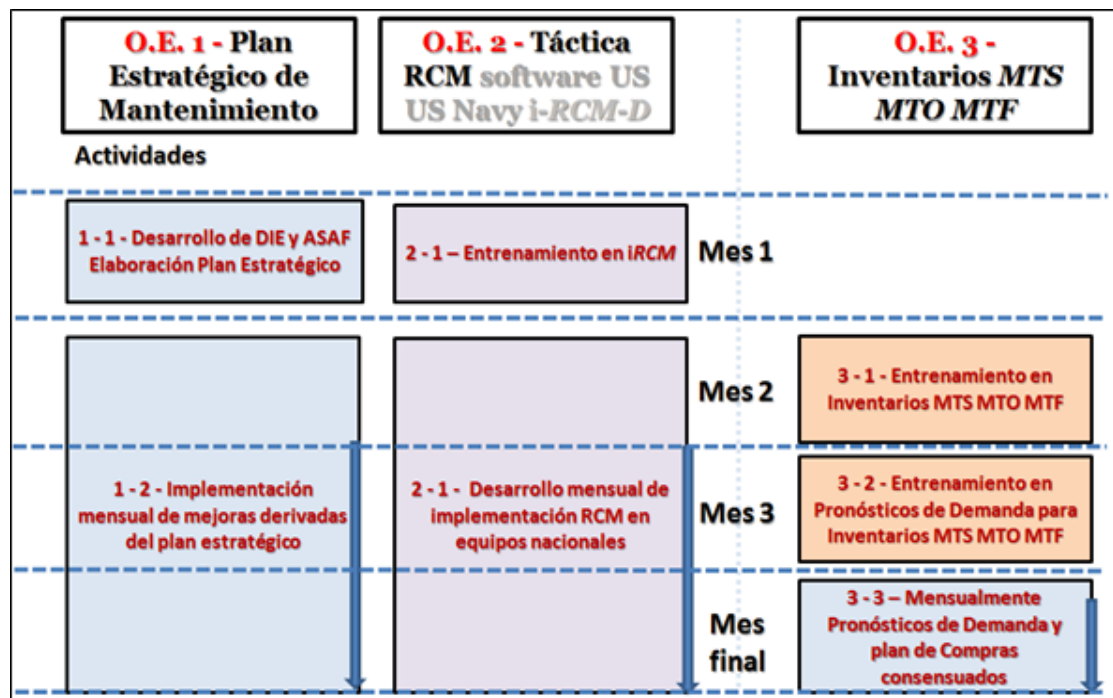 O.E. 1 - Plan
Estratégico de
Mantenimiento
O.E. 2 - Táctica
RCM software US
US Navy i-RCM-D
O.E. 3 -
Inventarios MTS
MTO MTF
Actividades
1 - 1 - Desarrollo de DIE y ASAF
Elaboración Plan Estratégico
2 - 1 – Entrenamiento en iRCM
Mes 1
Mes 2
3 - 1 - Entrenamiento en
Inventarios MTS MTO MTF
1 - 2 - Implementación
mensual de mejoras derivadas
del plan estratégico
2 - 1 - Desarrollo mensual de
implementación RCM en
equipos nacionales
Mes 3
3 - 2 - Entrenamiento en
Pronósticos de Demanda para
Inventarios MTS MTO MTF
Mes
final
3 - 3 – Mensualmente
Pronósticos de Demanda y
plan de Compras
consensuados